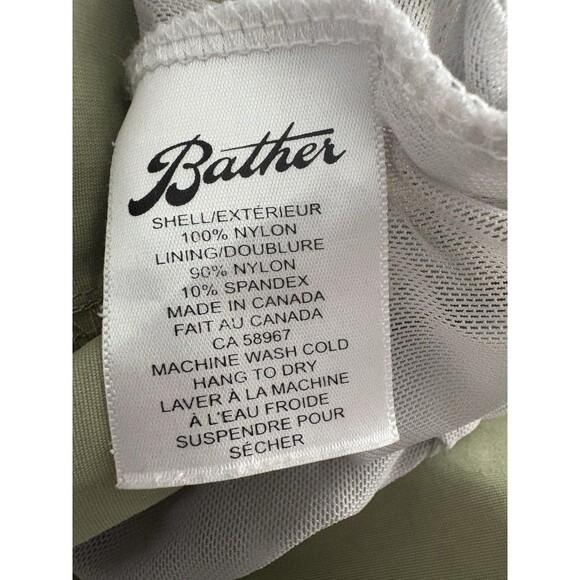 Bather
SHELL/EXTÉRIEUR
100% NYLON
LINING/DOUBLURE
90% NYLON
10% SPANDEX
MADE IN CANADA
FAIT AU CANADA
CA 58967
MACHINE WASH COLD
HANG TO DRY
LAVER À LA MACHINE
À L'EAU FROIDE
SUSPENDRE POUR
SÉCHER